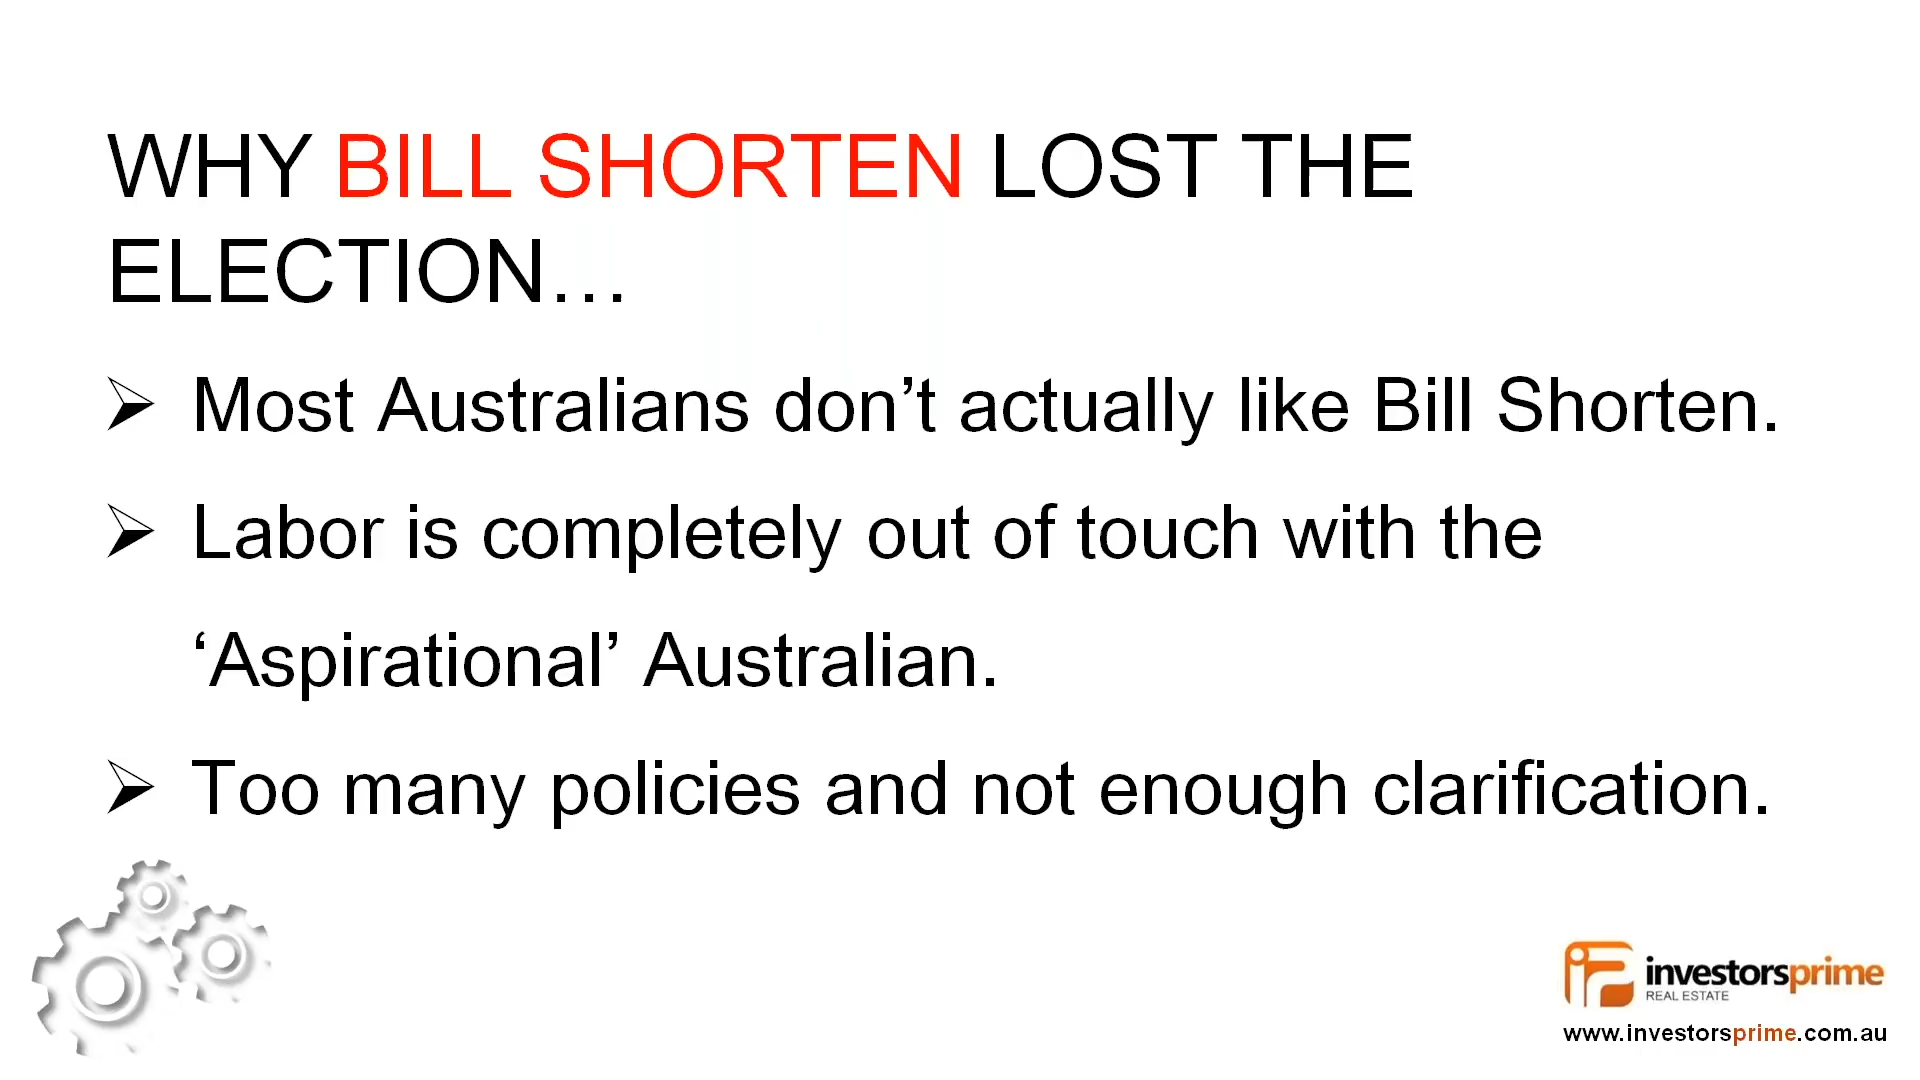 WHY BILL SHORTEN LOST THE
ELECTION…
➢ Most Australians don’t actually like Bill Shorten.
➢ Labor is completely out of touch with the
‘Aspirational’ Australian.
➢ Too many policies and not enough clarification.
investorsprime
REAL ESTATE
www.investorsprime.com.au